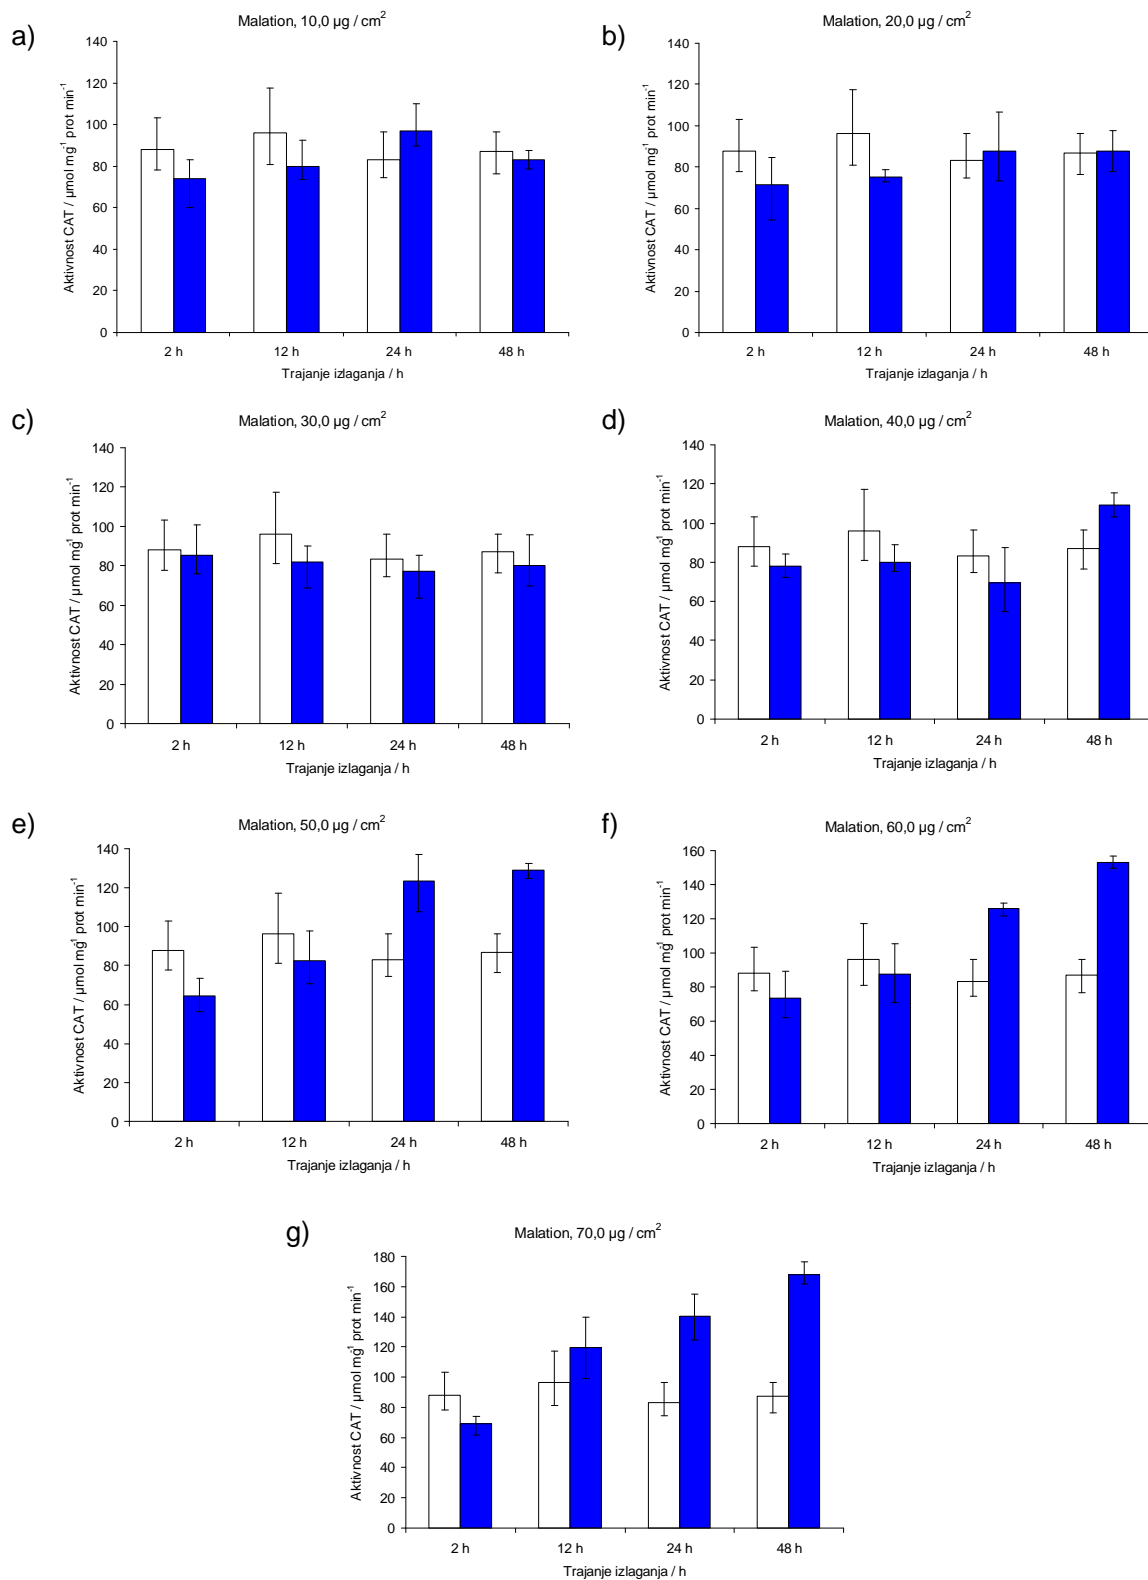 a)
Malation, 10,0 µg / cm²
Aktivnost CAT / µmol mg⁻¹ prot min⁻¹
140
120
100
80
60
40
20
0
2 h 12 h 24 h 48 h
Trajanje izlaganja / h
b)
Malation, 20,0 µg / cm²
Aktivnost CAT / µmol mg⁻¹ prot min⁻¹
140
120
100
80
60
40
20
0
2 h 12 h 24 h 48 h
Trajanje izlaganja / h
c)
Malation, 30,0 µg / cm²
Aktivnost CAT / µmol mg⁻¹ prot min⁻¹
140
120
100
80
60
40
20
0
2 h 12 h 24 h 48 h
Trajanje izlaganja / h
d)
Malation, 40,0 µg / cm²
Aktivnost CAT / µmol mg⁻¹ prot min⁻¹
140
120
100
80
60
40
20
0
2 h 12 h 24 h 48 h
Trajanje izlaganja / h
e)
Malation, 50,0 µg / cm²
Aktivnost CAT / µmol mg⁻¹ prot min⁻¹
140
120
100
80
60
40
20
0
2 h 12 h 24 h 48 h
Trajanje izlaganja / h
f)
Malation, 60,0 µg / cm²
Aktivnost CAT / µmol mg⁻¹ prot min⁻¹
160
140
120
100
80
60
40
20
0
2 h 12 h 24 h 48 h
Trajanje izlaganja / h
g)
Malation, 70,0 µg / cm²
Aktivnost CAT / µmol mg⁻¹ prot min⁻¹
180
160
140
120
100
80
60
40
20
0
2 h 12 h 24 h 48 h
Trajanje izlaganja / h